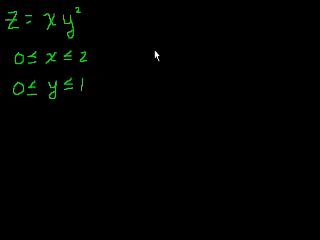 z = xy²
0 ≤ x ≤ 2
0 ≤ y ≤ 1